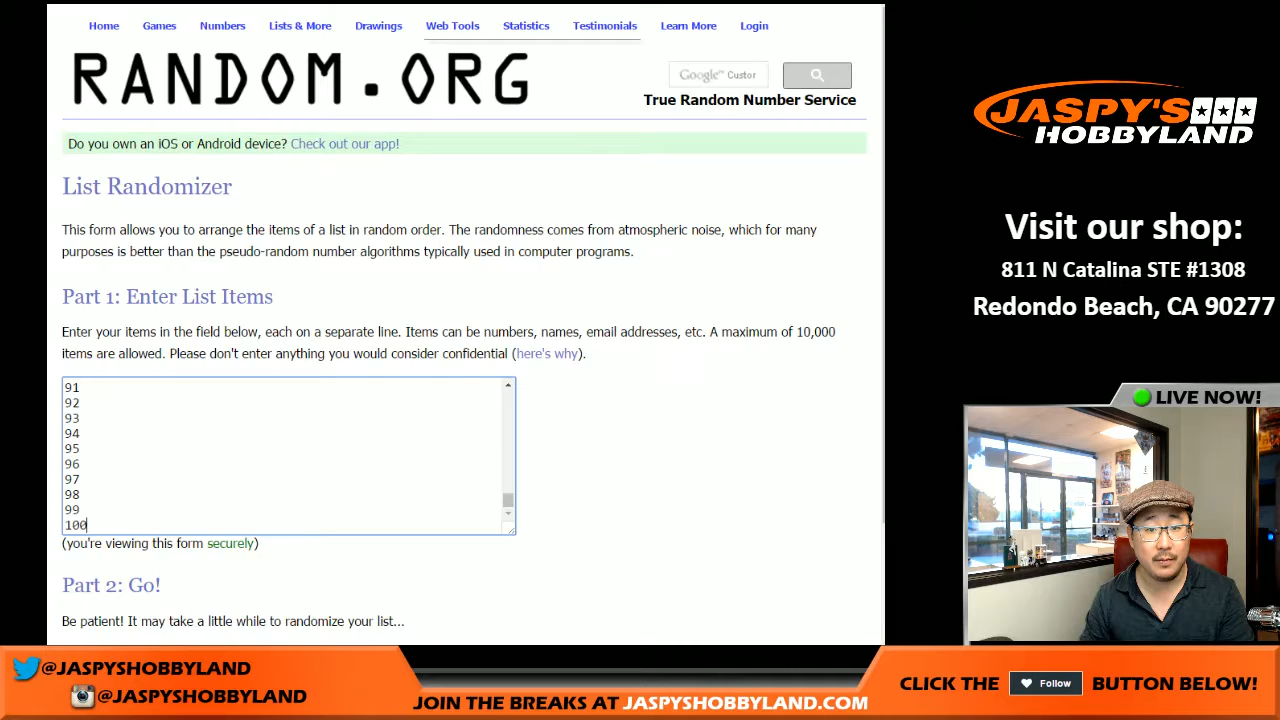 Home Games Numbers Lists & More Drawings Web Tools Statistics Testimonials Learn More Login
RANDOM.ORG
Google™ Custor
True Random Number Service
Do you own an iOS or Android device? Check out our app!
List Randomizer
This form allows you to arrange the items of a list in random order. The randomness comes from atmospheric noise, which for many
purposes is better than the pseudo-random number algorithms typically used in computer programs.
Part 1: Enter List Items
Enter your items in the field below, each on a separate line. Items can be numbers, names, email addresses, etc. A maximum of 10,000
items are allowed. Please don't enter anything you would consider confidential (here's why).
91
92
93
94
95
96
97
98
99
100
(you're viewing this form securely)
Part 2: Go!
Be patient! It may take a little while to randomize your list...
JASPY'S
HOBBYLAND
Visit our shop:
811 N Catalina STE #1308
Redondo Beach, CA 90277
LIVE NOW!
@JASPYSHOBBYLAND
@JASPYSHOBBYLAND
JOIN THE BREAKS AT JASPYSHOBBYLAND.COM
CLICK THE Follow BUTTON BELOW!